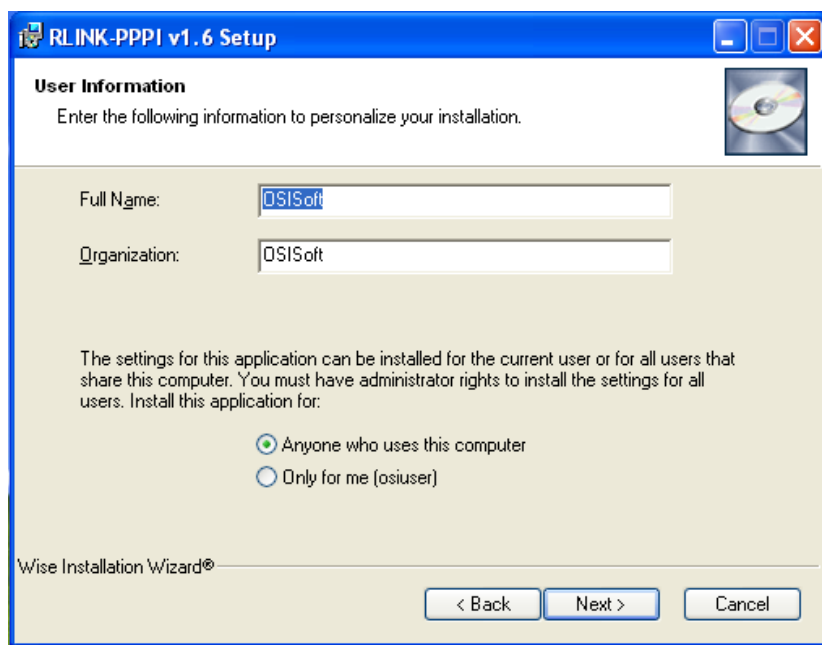 RLINK-PPPI v1.6 Setup
User Information
Enter the following information to personalize your installation.
Full Name:
OSISoft
Organization:
OSISoft
The settings for this application can be installed for the current user or for all users that
share this computer. You must have administrator rights to install the settings for all
users. Install this application for:
Anyone who uses this computer
Only for me (osiuser)
Wise Installation Wizard®
< Back Next > Cancel